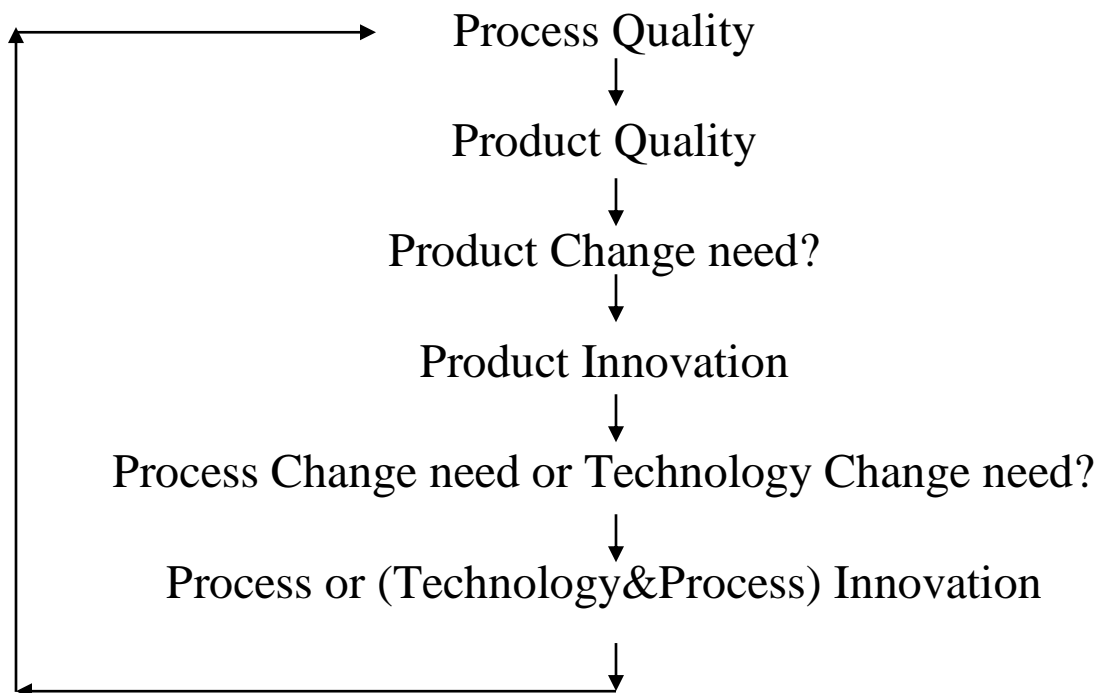 Process Quality
Product Quality
Product Change need?
Product Innovation
Process Change need or Technology Change need?
Process or (Technology&Process) Innovation